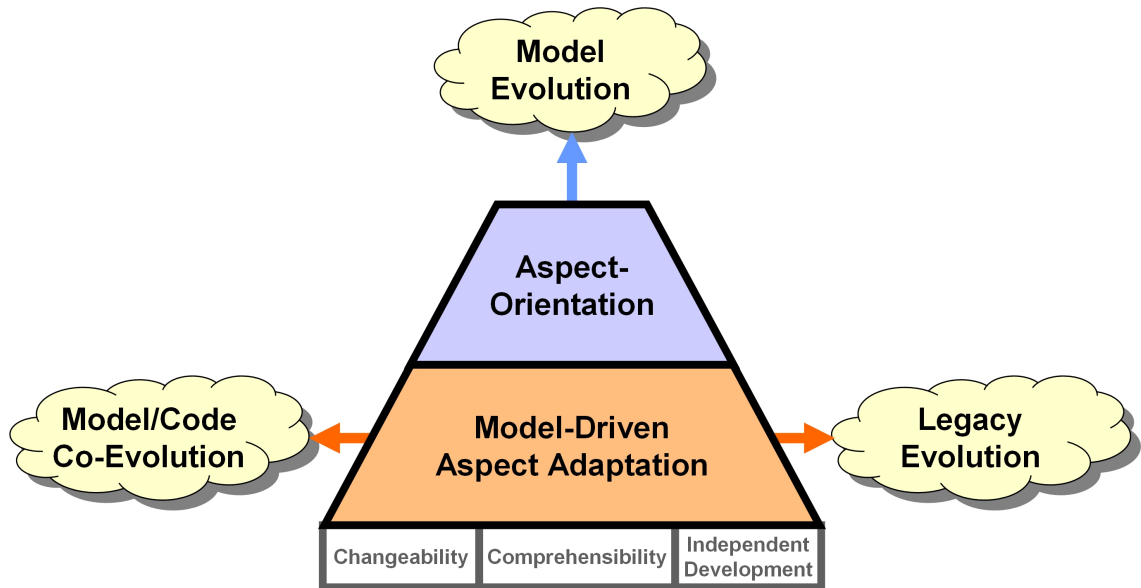 Model
Evolution
Aspect-
Orientation
Model/Code
Co-Evolution
Model-Driven
Aspect Adaptation
Legacy
Evolution
Changeability
Comprehensibility
Independent
Development